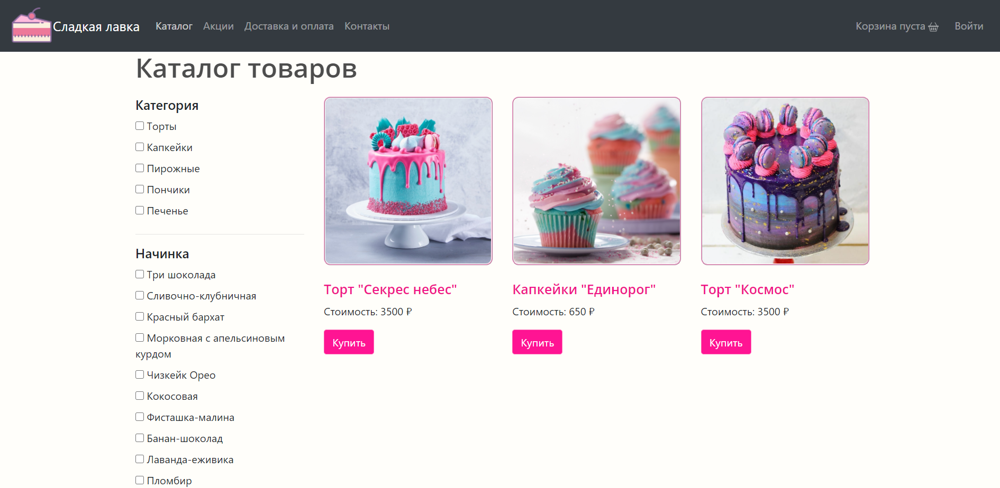 Сладкая лавка
Каталог
Акции
Доставка и оплата
Контакты
Корзина пуста
Войти
Каталог товаров
Категория
Торты
Капкейки
Пирожные
Пончики
Печенье
Начинка
Три шоколада
Сливочно-клубничная
Красный бархат
Морковная с апельсиновым
курдом
Чизкейк Орео
Кокосовая
Фисташка-малина
Банан-шоколад
Лаванда-еживика
Пломбир
Торт "Секрес небес"
Стоимость: 3500 ₽
Купить
Капкейки "Единорог"
Стоимость: 650 ₽
Купить
Торт "Космос"
Стоимость: 3500 ₽
Купить